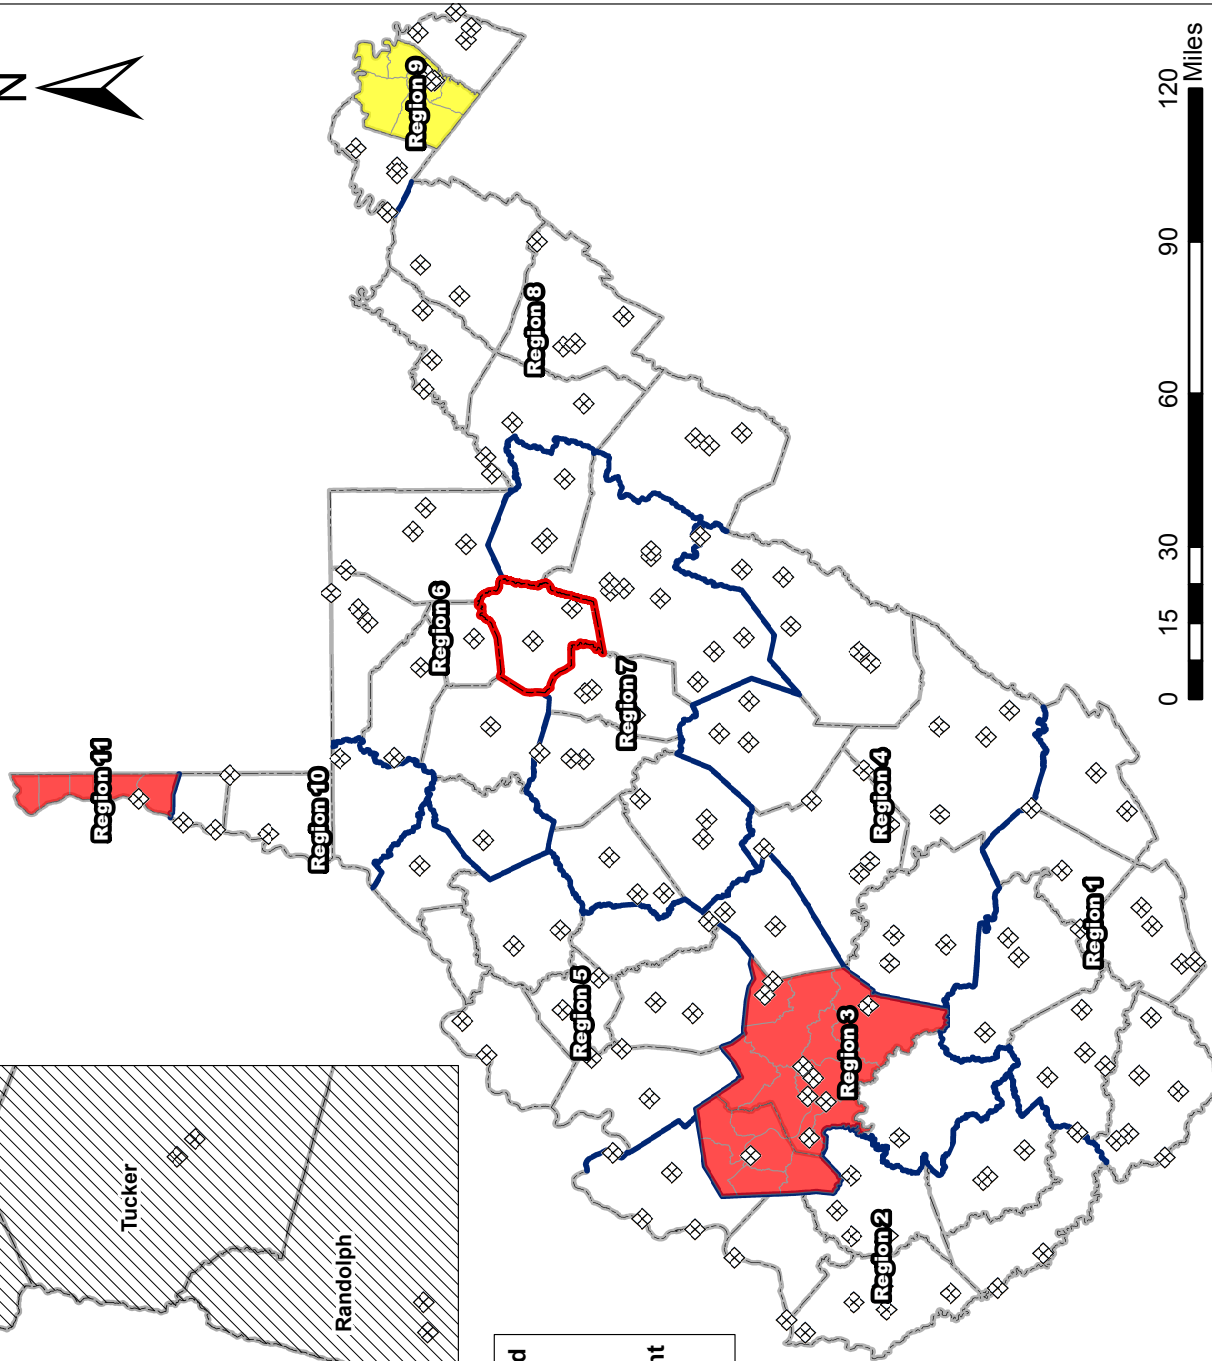 N
Region 9
Region 8
Region 6
Region 7
Region 11
Region 10
Region 4
Region 5
Region 3
Region 1
Region 2
Tucker
Randolph
d
nt
0 15 30 60 90 120
Miles